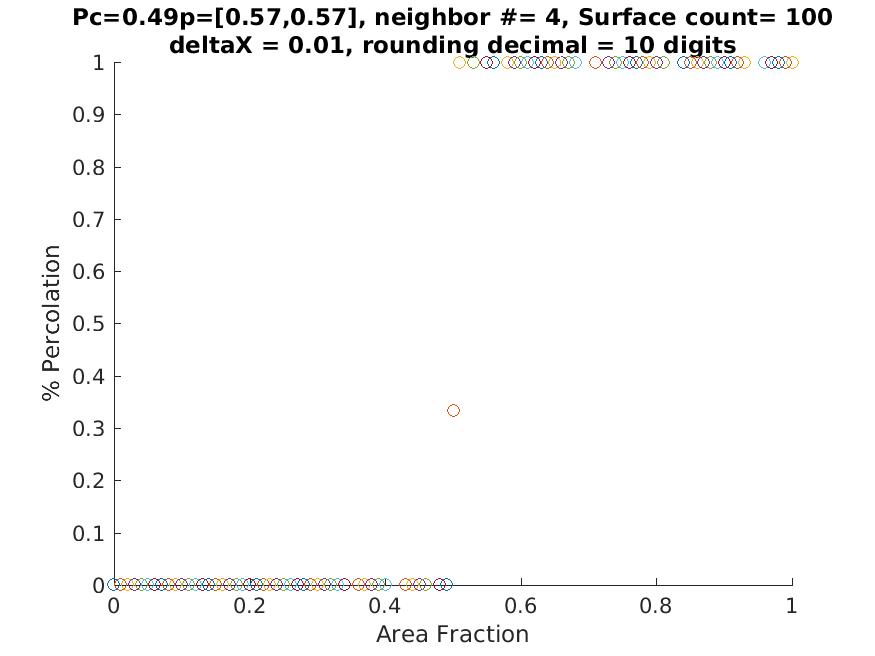 Pc=0.49p=[0.57,0.57], neighbor #= 4, Surface count= 100
deltaX = 0.01, rounding decimal = 10 digits
1
0.9
0.8
0.7
0.6
0.5
0.4
0.3
0.2
0.1
0
% Percolation
0 0.2 0.4 0.6 0.8 1
Area Fraction